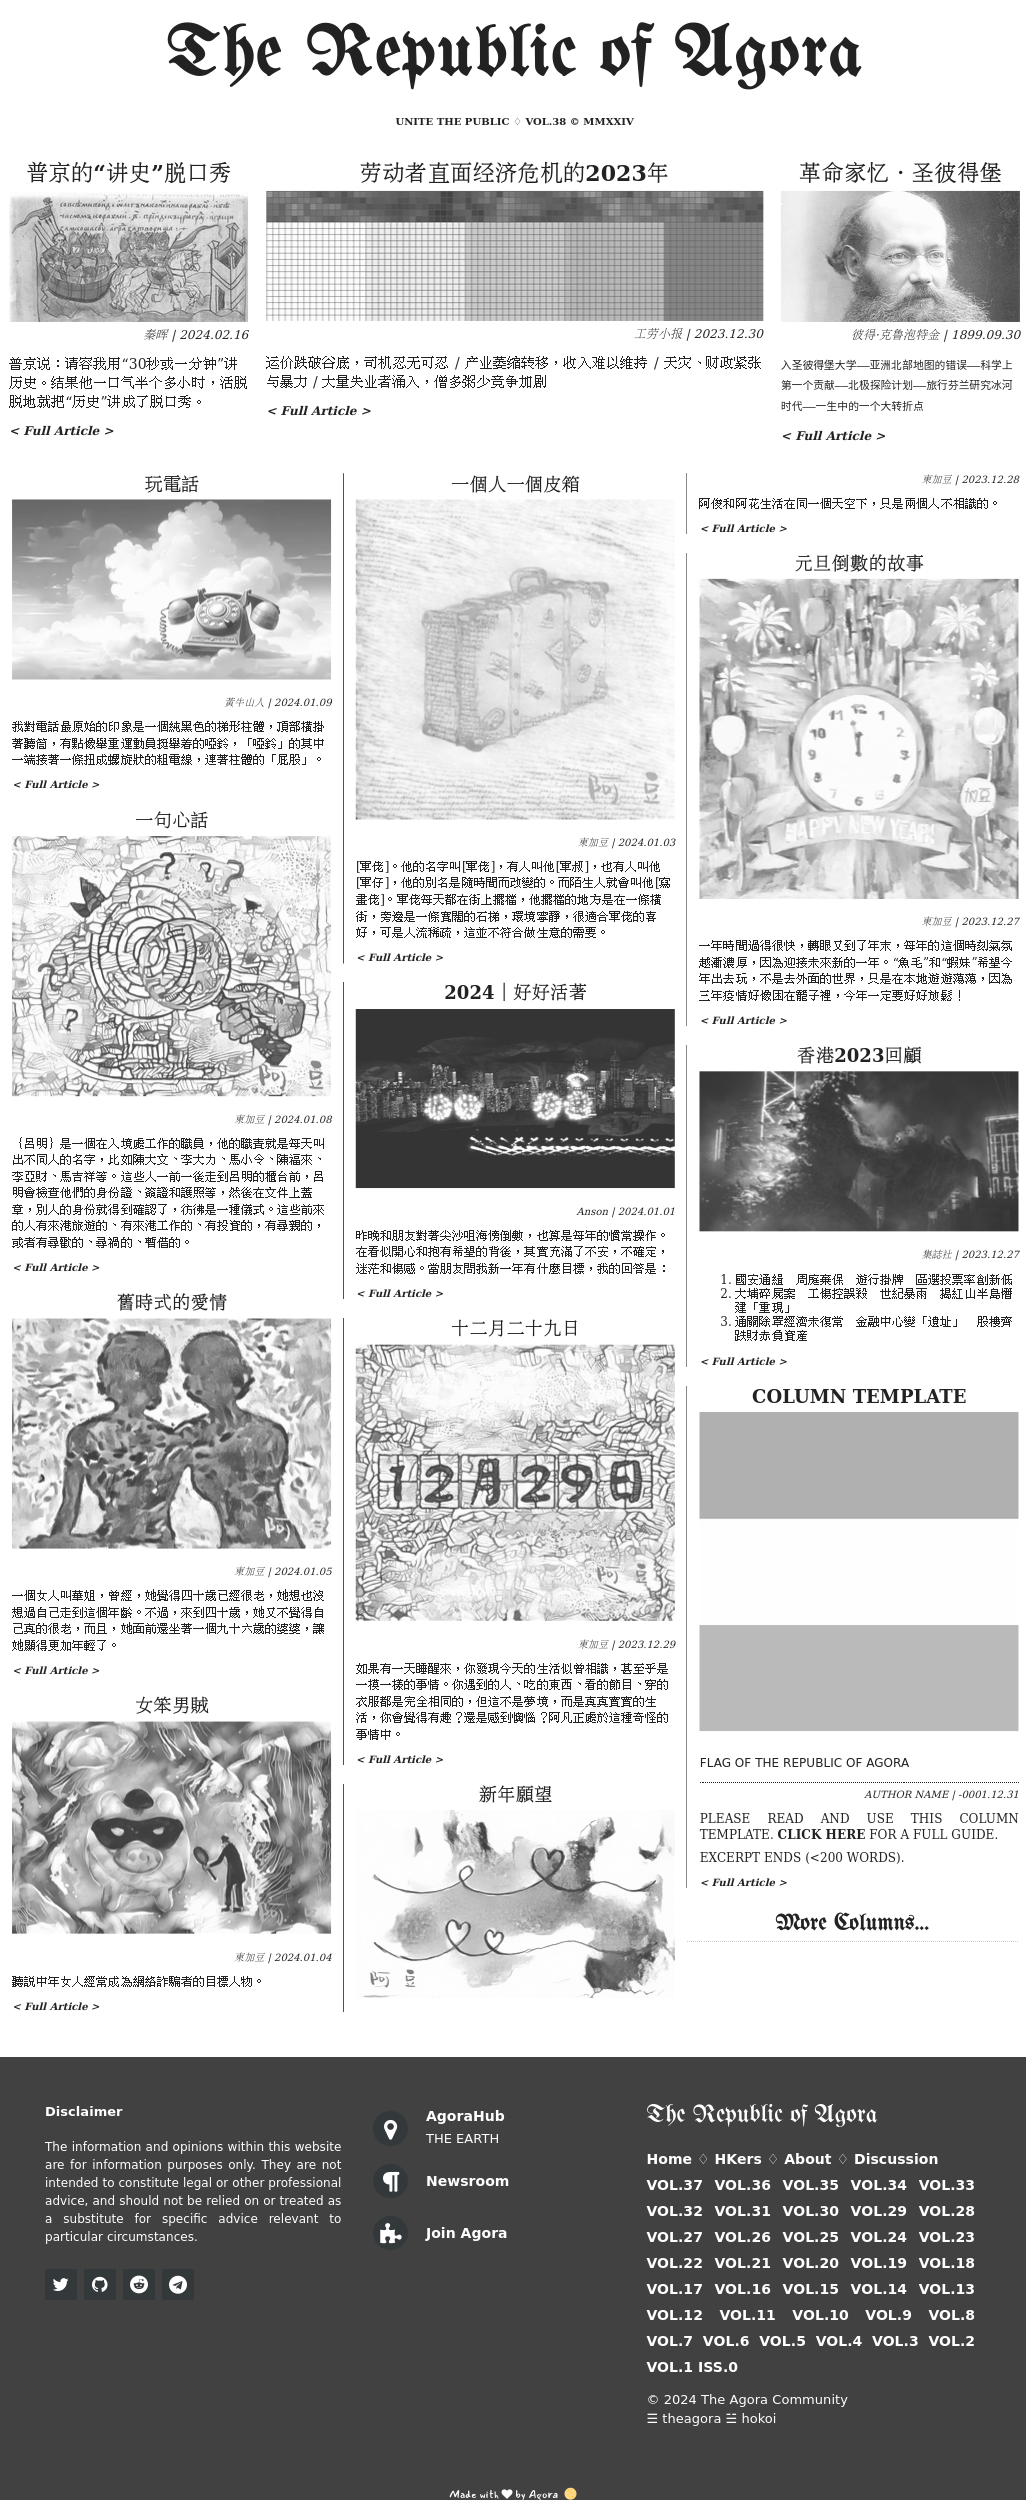 The Republic of Agora
UNITE THE PUBLIC ♢ VOL.38 © MMXXIV
普京的“讲史”脱口秀
秦晖 | 2024.02.16
普京说：请容我用“30秒或一分钟”讲
历史。结果他一口气半个多小时，活脱
脱地就把“历史”讲成了脱口秀。
< Full Article >
劳动者直面经济危机的2023年
工劳小报 | 2023.12.30
运价跌破谷底，司机忍无可忍 / 产业萎缩转移，收入难以维持 / 天灾、财政紧张
与暴力 / 大量失业者涌入，僧多粥少竞争加剧
< Full Article >
革命家忆・圣彼得堡
彼得·克鲁泡特金 | 1899.09.30
入圣彼得堡大学──亚洲北部地图的错误──科学上
第一个贡献──北极探险计划──旅行芬兰研究冰河
时代──一生中的一个大转折点
< Full Article >
玩電話
黃牛山人 | 2024.01.09
我對電話最原始的印象是一個純黑色的梯形柱體，頂部橫掛
著聽筒，有點像舉重運動員挺舉着的啞鈴，「啞鈴」的其中
一端接著一條扭成螺旋狀的粗電線，連著柱體的「屁股」。
< Full Article >
一句心話
東加豆 | 2024.01.08
｛呂明｝是一個在入境處工作的職員，他的職責就是每天叫
出不同人的名字，比如陳大文、李大力、馬小令、陳福來、
李亞財、馬吉祥等。這些人一前一後走到呂明的櫃台前，呂
明會檢查他們的身份證、簽證和護照等，然後在文件上蓋
章，別人的身份就得到確認了，彷彿是一種儀式。這些前來
的人有來港旅遊的、有來港工作的、有投資的，有尋親的，
或者有尋歡的、尋禍的、暫借的。
< Full Article >
舊時式的愛情
東加豆 | 2024.01.05
一個女人叫華姐，曾經，她覺得四十歲已經很老，她想也沒
想過自己走到這個年齡。不過，來到四十歲，她又不覺得自
己真的很老，而且，她面前還坐著一個九十六歲的婆婆，讓
她顯得更加年輕了。
< Full Article >
女笨男賊
東加豆 | 2024.01.04
聽説中年女人經常成為網絡詐騙者的目標人物。
< Full Article >
一個人一個皮箱
東加豆 | 2024.01.03
[軍佬]。他的名字叫[軍佬]，有人叫他[軍叔]，也有人叫他
[軍仔]，他的別名是隨時間而改變的。而陌生人就會叫他[寫
畫佬]。軍佬每天都在街上擺檔，他擺檔的地方是在一條橫
街，旁邊是一條寬闊的石梯，環境寧靜，很適合軍佬的喜
好，可是人流稀疏，這並不符合做生意的需要。
< Full Article >
2024｜好好活著
Anson | 2024.01.01
昨晚和朋友對著尖沙咀海傍倒數，也算是每年的慣常操作。
在看似開心和抱有希望的背後，其實充滿了不安，不確定，
迷茫和傷感。當朋友問我新一年有什麼目標，我的回答是：
< Full Article >
十二月二十九日
12月29日
東加豆 | 2023.12.29
如果有一天睡醒來，你發現今天的生活似曾相識，甚至乎是
一摸一樣的事情。你遇到的人、吃的東西、看的節目、穿的
衣服都是完全相同的，但這不是夢境，而是真真實實的生
活，你會覺得有趣？還是感到懊惱？阿凡正處於這種奇怪的
事情中。
< Full Article >
新年願望
東加豆 | 2023.12.28
阿俊和阿花生活在同一個天空下，只是兩個人不相識的。
< Full Article >
元旦倒數的故事
HAPPY NEW YEAR!
東加豆 | 2023.12.27
一年時間過得很快，轉眼又到了年末，每年的這個時刻氣氛
越漸濃厚，因為迎接未來新的一年。“魚毛”和“蝦妹”希望今
年出去玩，不是去外面的世界，只是在本地遊遊蕩蕩，因為
三年疫情好像困在籠子裡，今年一定要好好放鬆！
< Full Article >
香港2023回顧
集誌社 | 2023.12.27
1. 國安通緝　周庭棄保　遊行掛牌　區選投票率創新低
2. 大埔碎屍案　工傷控誤殺　世紀暴雨　揭紅山半島僭
建「重現」
3. 通關除罩經濟未復常　金融中心變「遺址」　股樓齊
跌財赤負資產
< Full Article >
COLUMN TEMPLATE
FLAG OF THE REPUBLIC OF AGORA
AUTHOR NAME | -0001.12.31
PLEASE READ AND USE THIS COLUMN
TEMPLATE. CLICK HERE FOR A FULL GUIDE.
EXCERPT ENDS (<200 WORDS).
< Full Article >
More Columns...
Disclaimer
The information and opinions within this website
are for information purposes only. They are not
intended to constitute legal or other professional
advice, and should not be relied on or treated as
a substitute for specific advice relevant to
particular circumstances.
AgoraHub
THE EARTH
Newsroom
Join Agora
The Republic of Agora
Home ♢ HKers ♢ About ♢ Discussion
VOL.37 VOL.36 VOL.35 VOL.34 VOL.33
VOL.32 VOL.31 VOL.30 VOL.29 VOL.28
VOL.27 VOL.26 VOL.25 VOL.24 VOL.23
VOL.22 VOL.21 VOL.20 VOL.19 VOL.18
VOL.17 VOL.16 VOL.15 VOL.14 VOL.13
VOL.12 VOL.11 VOL.10 VOL.9 VOL.8
VOL.7 VOL.6 VOL.5 VOL.4 VOL.3 VOL.2
VOL.1 ISS.0
© 2024 The Agora Community
☰ theagora ☱ hokoi
Made with ❤ by Agora